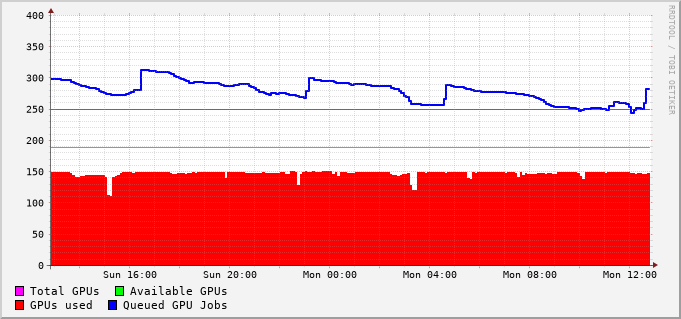 400
350
300
250
200
150
100
50
0
Sun 16:00 Sun 20:00 Mon 00:00 Mon 04:00 Mon 08:00 Mon 12:00
Total GPUs Available GPUs
GPUs used Queued GPU Jobs
RRDTOOL / TOBI OETIKER